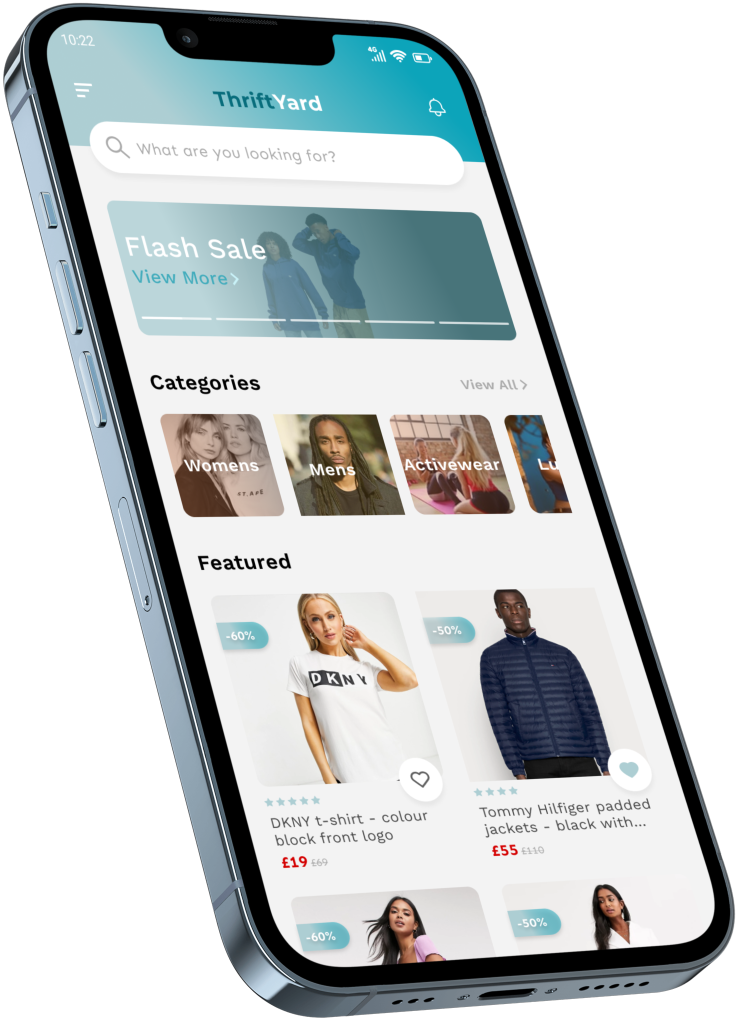 10:22
4G
ThriftYard
What are you looking for?
Flash Sale
View More
Categories
View All
Womens
Mens
Activewear
Lu
Featured
-60%
-50%
DKNY
DKNY t-shirt - colour
block front logo
£19 £69
Tommy Hilfiger padded
jackets - black with...
£55 £110
-60%
-50%